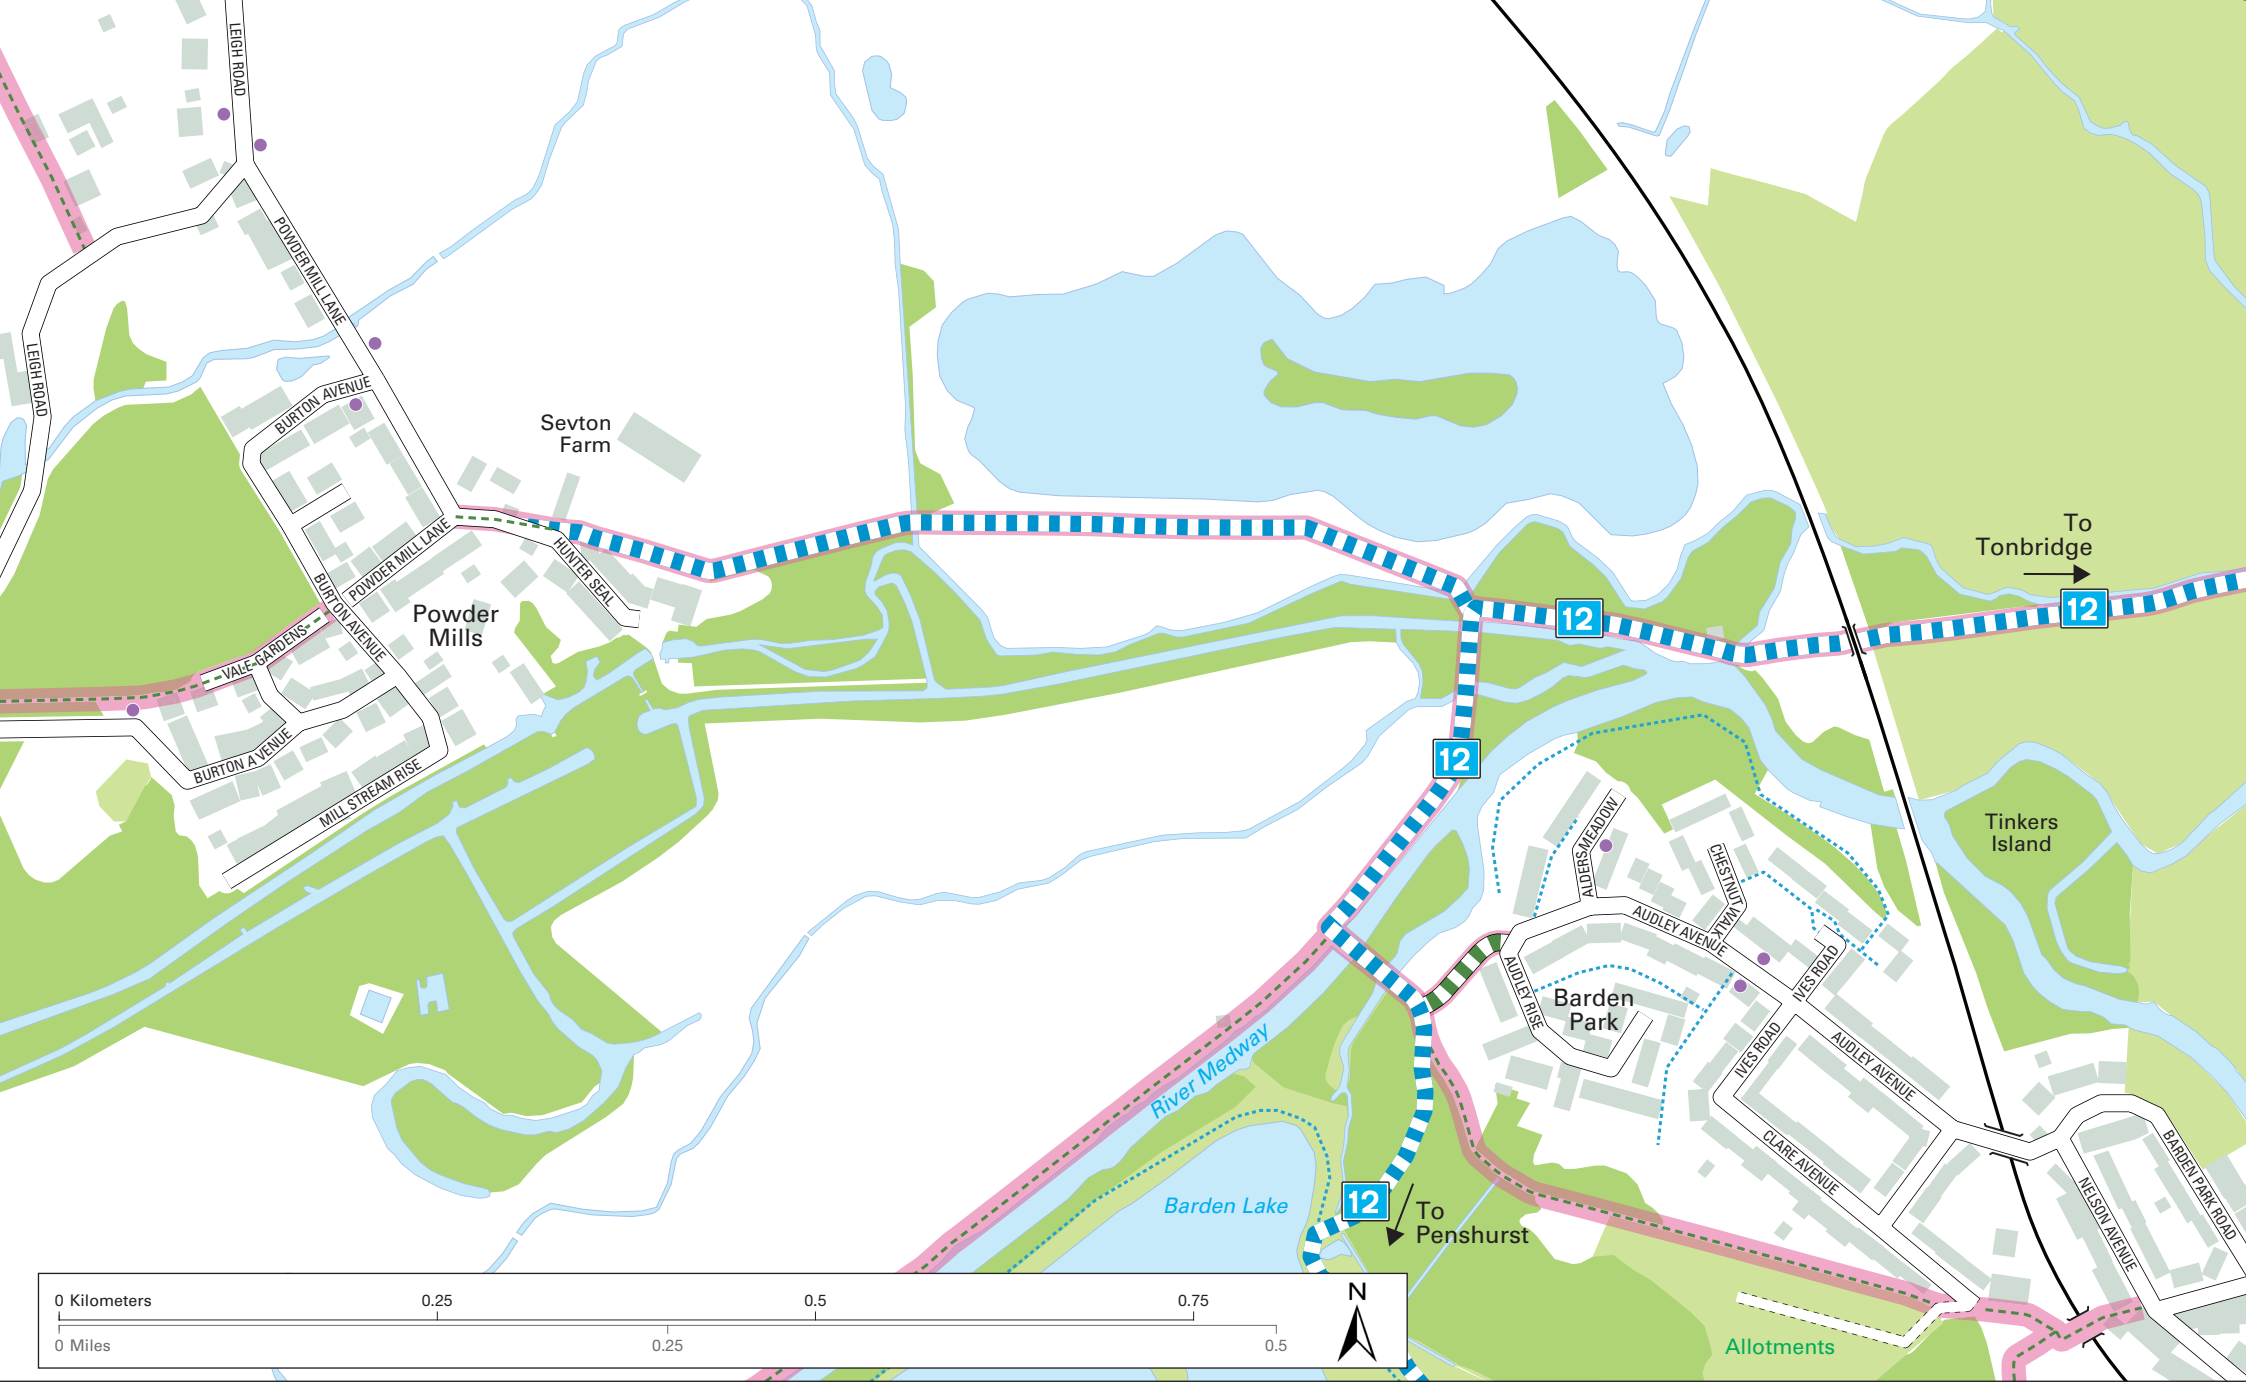 LEIGH ROAD
POWDER MILL LANE
LEIGH ROAD
BURTON AVENUE
Sevton
Farm
To
Tonbridge
12
12
POWDER MILL LANE
HUNTER SEAL
BURTON AVENUE
Powder
Mills
VALE GARDENS
12
BURTON AVENUE
MILL STREAM RISE
ALDERSMEADOW
Tinkers
Island
CHESTNUT WALK
AUDLEY AVENUE
IVES ROAD
AUDLEY RISE
Barden
Park
IVES ROAD
AUDLEY AVENUE
River Medway
CLARE AVENUE
BARDEN PARK ROAD
NELSON AVENUE
Barden Lake
12
To
Penshurst
Allotments
0 Kilometers 0.25 0.5 0.75
0 Miles 0.25 0.5
N